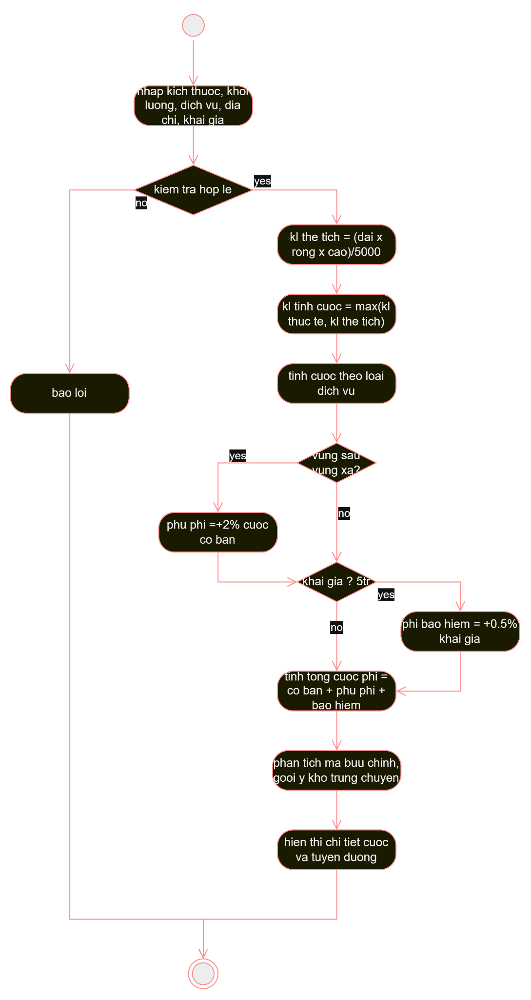 nhap kich thuoc, khoi
luong, dich vu, dia
chi, khai gia
kiem tra hop le
yes
no
kl the tich = (dai x
rong x cao)/5000
kl tinh cuoc = max(kl
thuc te, kl the tich)
tinh cuoc theo loai
dich vu
bao loi
vung sau
vung xa?
yes
no
phu phi =+2% cuoc
co ban
khai gia ? 5tr
yes
no
phi bao hiem = +0.5%
khai gia
tinh tong cuoc phi =
co ban + phu phi +
bao hiem
phan tich ma buu chinh,
gooi y kho trung chuyen
hien thi chi tiet cuoc
va tuyen duong